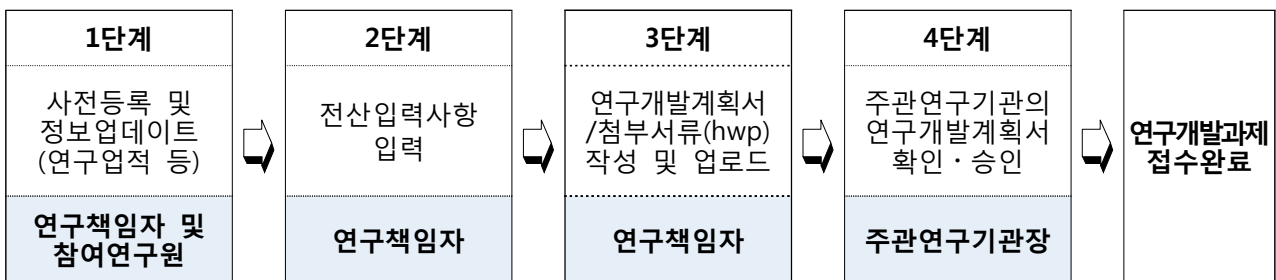 1단계
사전등록 및
정보업데이트
(연구업적 등)
연구책임자 및
참여연구원
2단계
전산입력사항
입력
연구책임자
3단계
연구개발계획서
/첨부서류(hwp)
작성 및 업로드
연구책임자
4단계
주관연구기관의
연구개발계획서
확인·승인
주관연구기관장
연구개발과제
접수완료